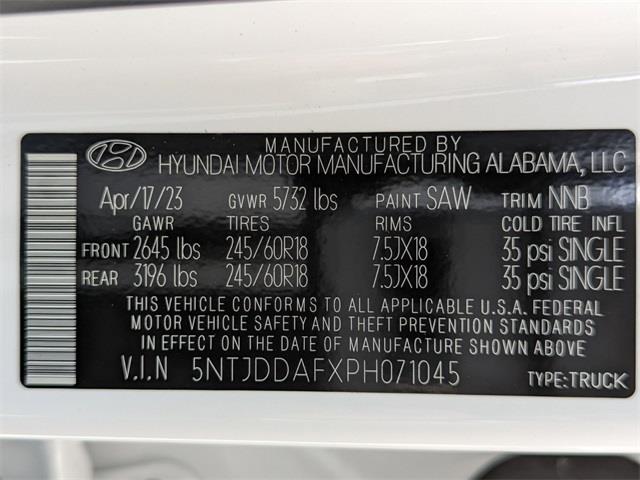 MANUFACTURED BY
HYUNDAI MOTOR MANUFACTURING ALABAMA, LLC
Apr/17/23 GVWR 5732 lbs PAINT SAW TRIM NNB
GAWR TIRES RIMS COLD TIRE INFL
FRONT 2645 lbs 245/60R18 7.5JX18 35 psi SINGLE
REAR 3196 lbs 245/60R18 7.5JX18 35 psi SINGLE
THIS VEHICLE CONFORMS TO ALL APPLICABLE U.S.A. FEDERAL
MOTOR VEHICLE SAFETY AND THEFT PREVENTION STANDARDS
IN EFFECT ON THE DATE OF MANUFACTURE SHOWN ABOVE
V.I.N 5NTJDDAFXPH071045 TYPE:TRUCK